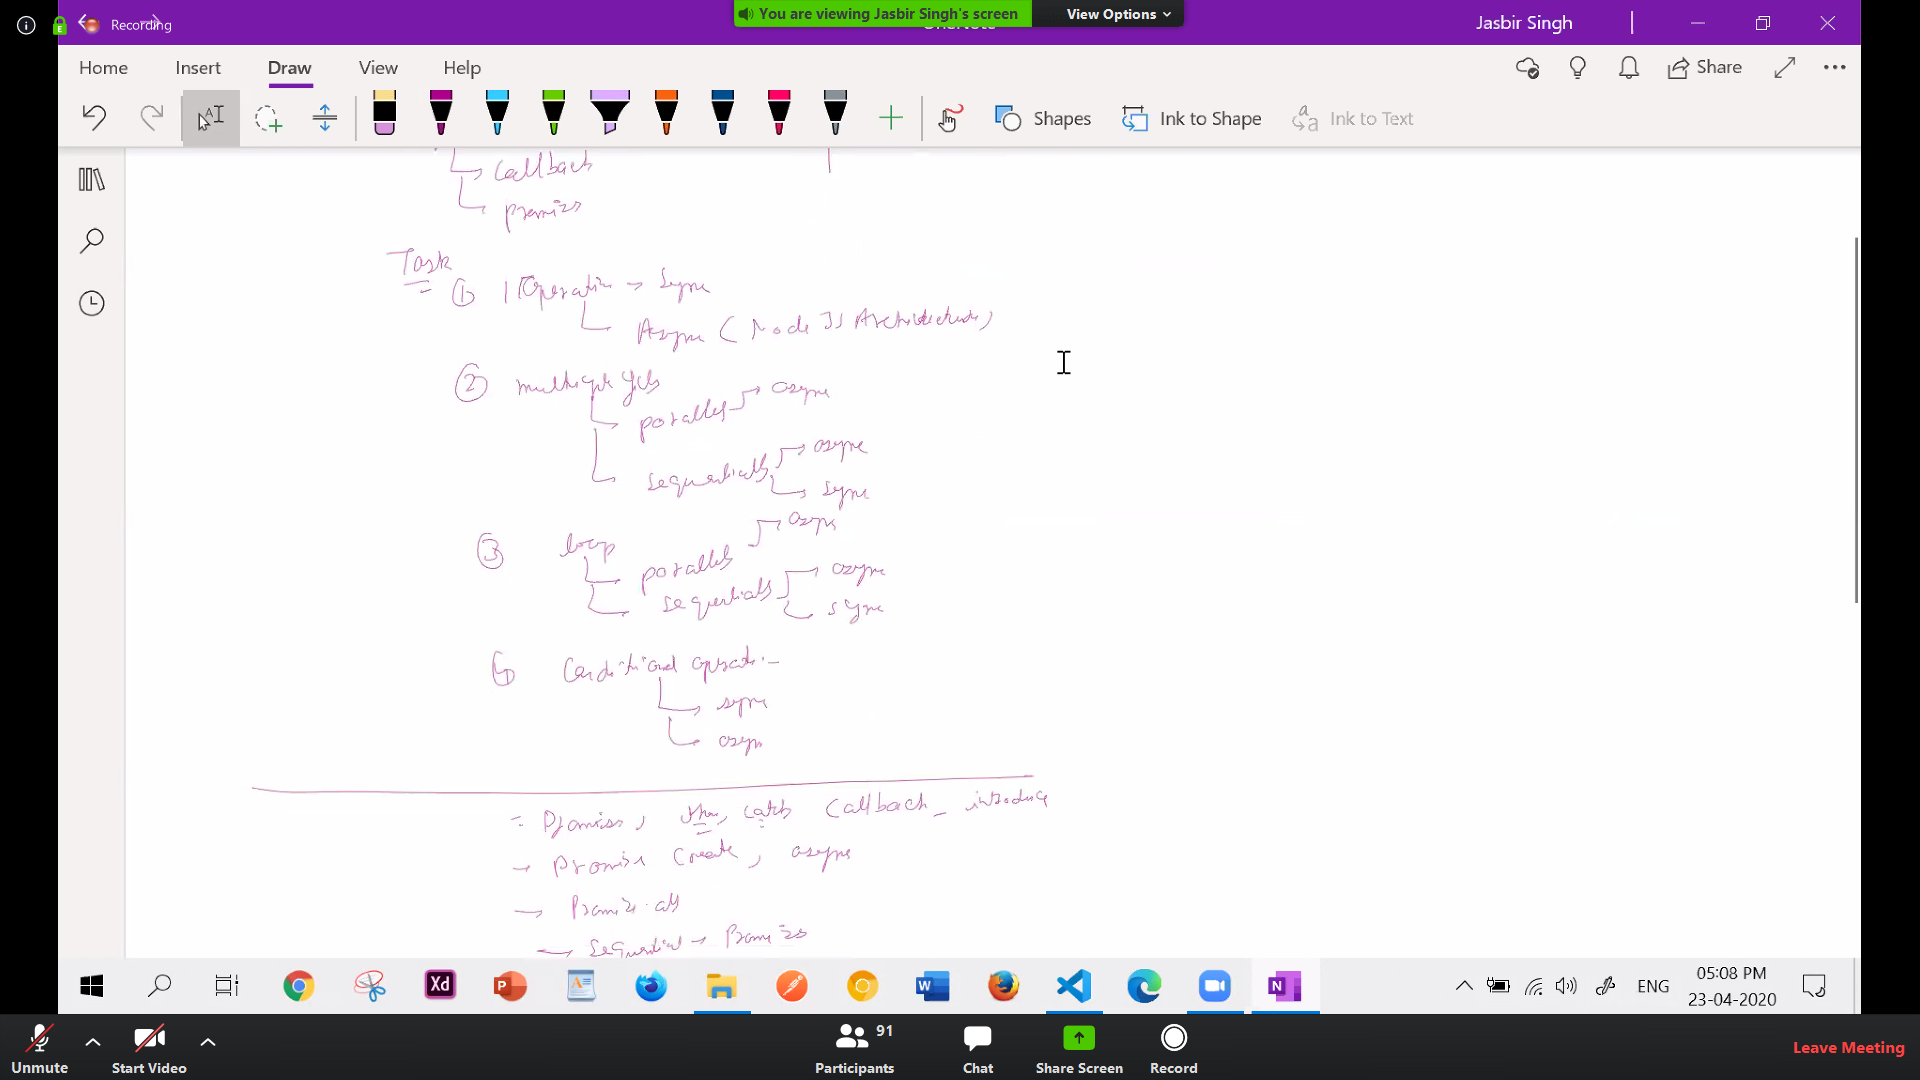 Recording
You are viewing Jasbir Singh's screen
View Options
Jasbir Singh
Home Insert Draw View Help
Share
Shapes
Ink to Shape
Ink to Text
Callback
promise
Task
① 1 Operation → Sync
Async ( Node JS Architecture )
②
parallel async
sequentially async
sync
③ loop
parallel async
sequential async
sync
Conditional
sync
async
Promise, then, catch Callback introduce
→ Promise Create, async
→ Promise.all
→ Sequential → Promise
Xd
ENG
05:08 PM
23-04-2020
Unmute
Start Video
91
Participants
Chat
Share Screen
Record
Leave Meeting